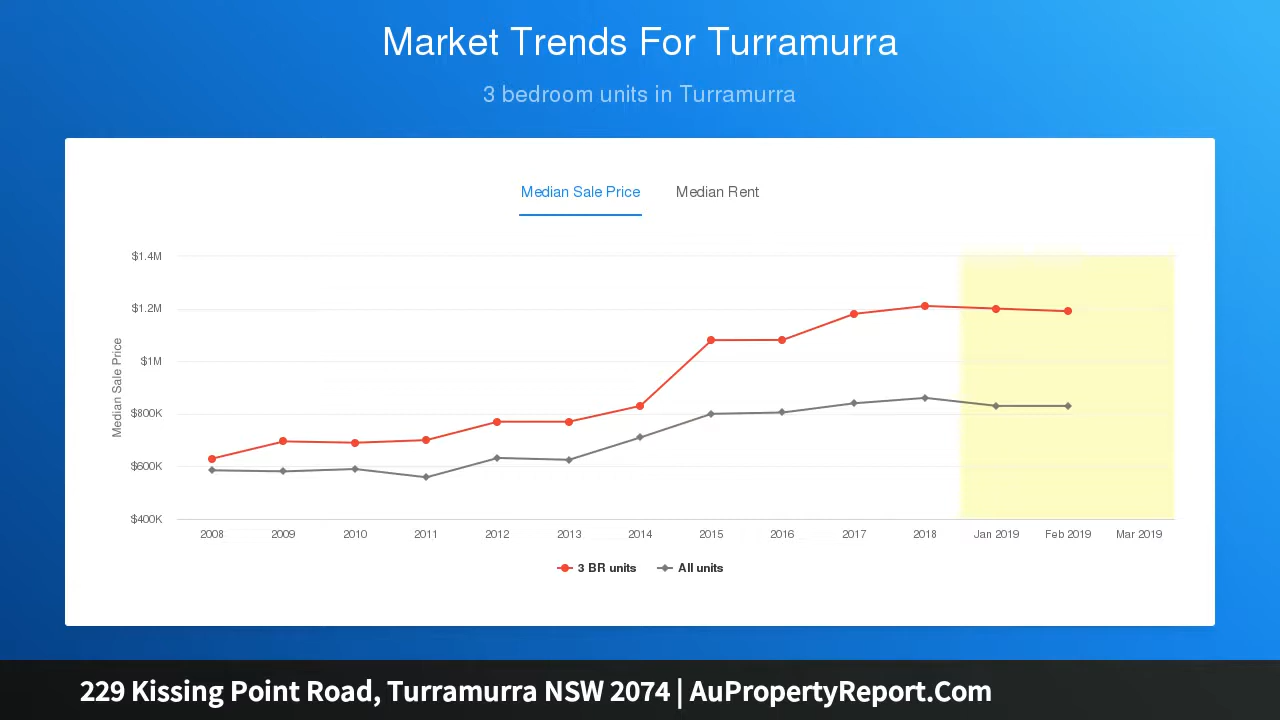 Market Trends For Turramurra
3 bedroom units in Turramurra
Median Sale Price Median Rent
$1.4M
$1.2M
$1M
$800K
$600K
$400K
Median Sale Price
2008 2009 2010 2011 2012 2013 2014 2015 2016 2017 2018 Jan 2019 Feb 2019 Mar 2019
3 BR units All units
229 Kissing Point Road, Turramurra NSW 2074 | AuPropertyReport.Com